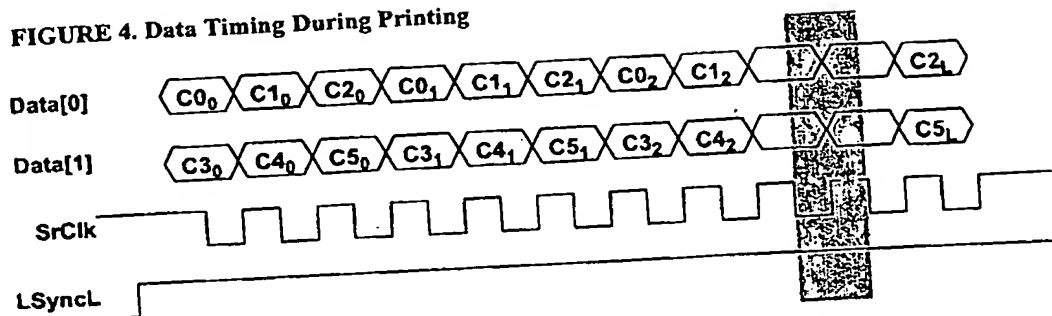 FIGURE 4. Data Timing During Printing
Data[0] C0₀ C1₀ C2₀ C0₁ C1₁ C2₁ C0₂ C1₂ C2L
Data[1] C3₀ C4₀ C5₀ C3₁ C4₁ C5₁ C3₂ C4₂ C5L
SrClk
LSyncL